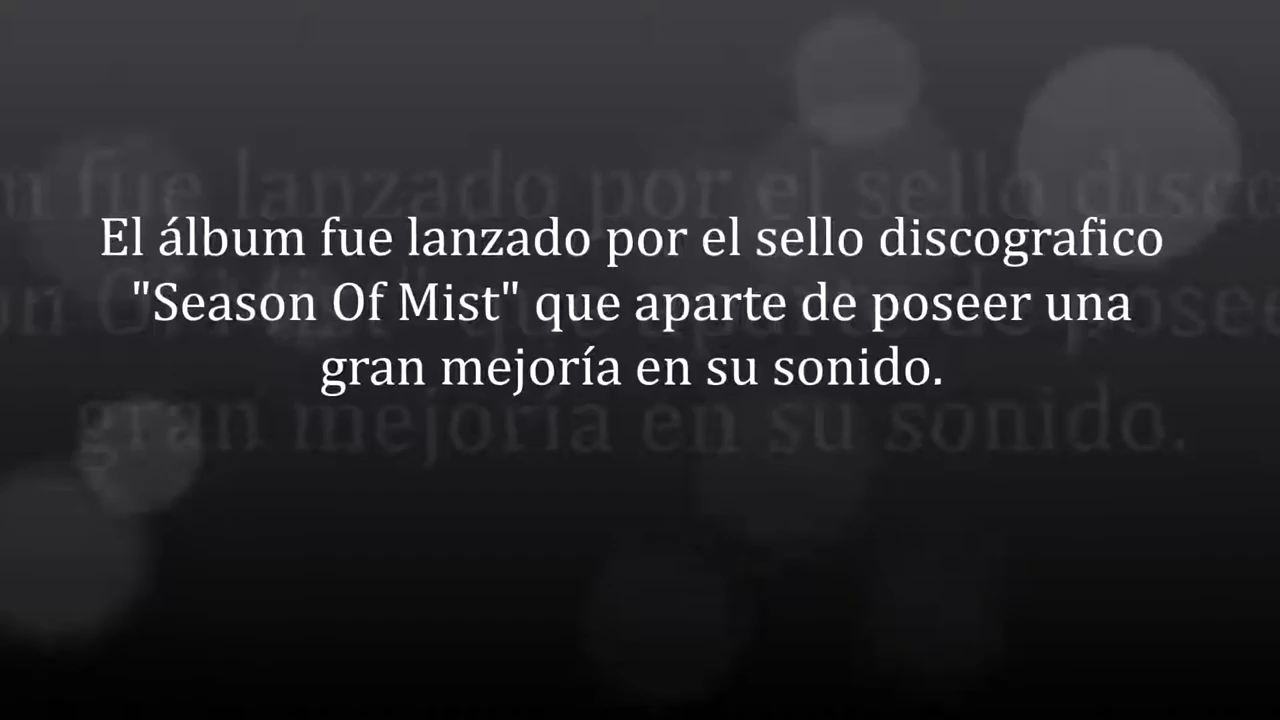 El álbum fue lanzado por el sello discografico
"Season Of Mist" que aparte de poseer una
gran mejoría en su sonido.